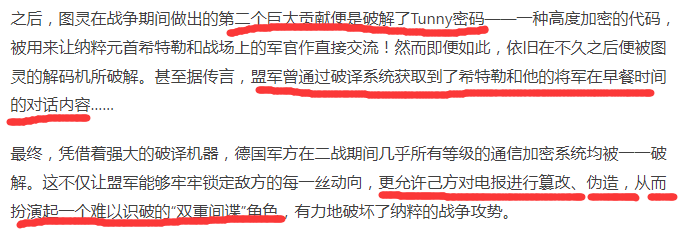 之后，图灵在战争期间做出的第二个巨大贡献便是破解了Tunny密码——一种高度加密的代码，
被用来让纳粹元首希特勒和战场上的军官作直接交流！然而即便如此，依旧在不久之后便被图
灵的解码机所破解。甚至据传言，盟军曾通过破译系统获取到了希特勒和他的将军在早餐时间
的对话内容......
最终，凭借着强大的破译机器，德国军方在二战期间几乎所有等级的通信加密系统均被一一破
解。这不仅让盟军能够牢牢锁定敌方的每一丝动向，更允许己方对电报进行篡改、伪造，从而
扮演起一个难以识破的“双重间谍”角色，有力地破坏了纳粹的战争攻势。